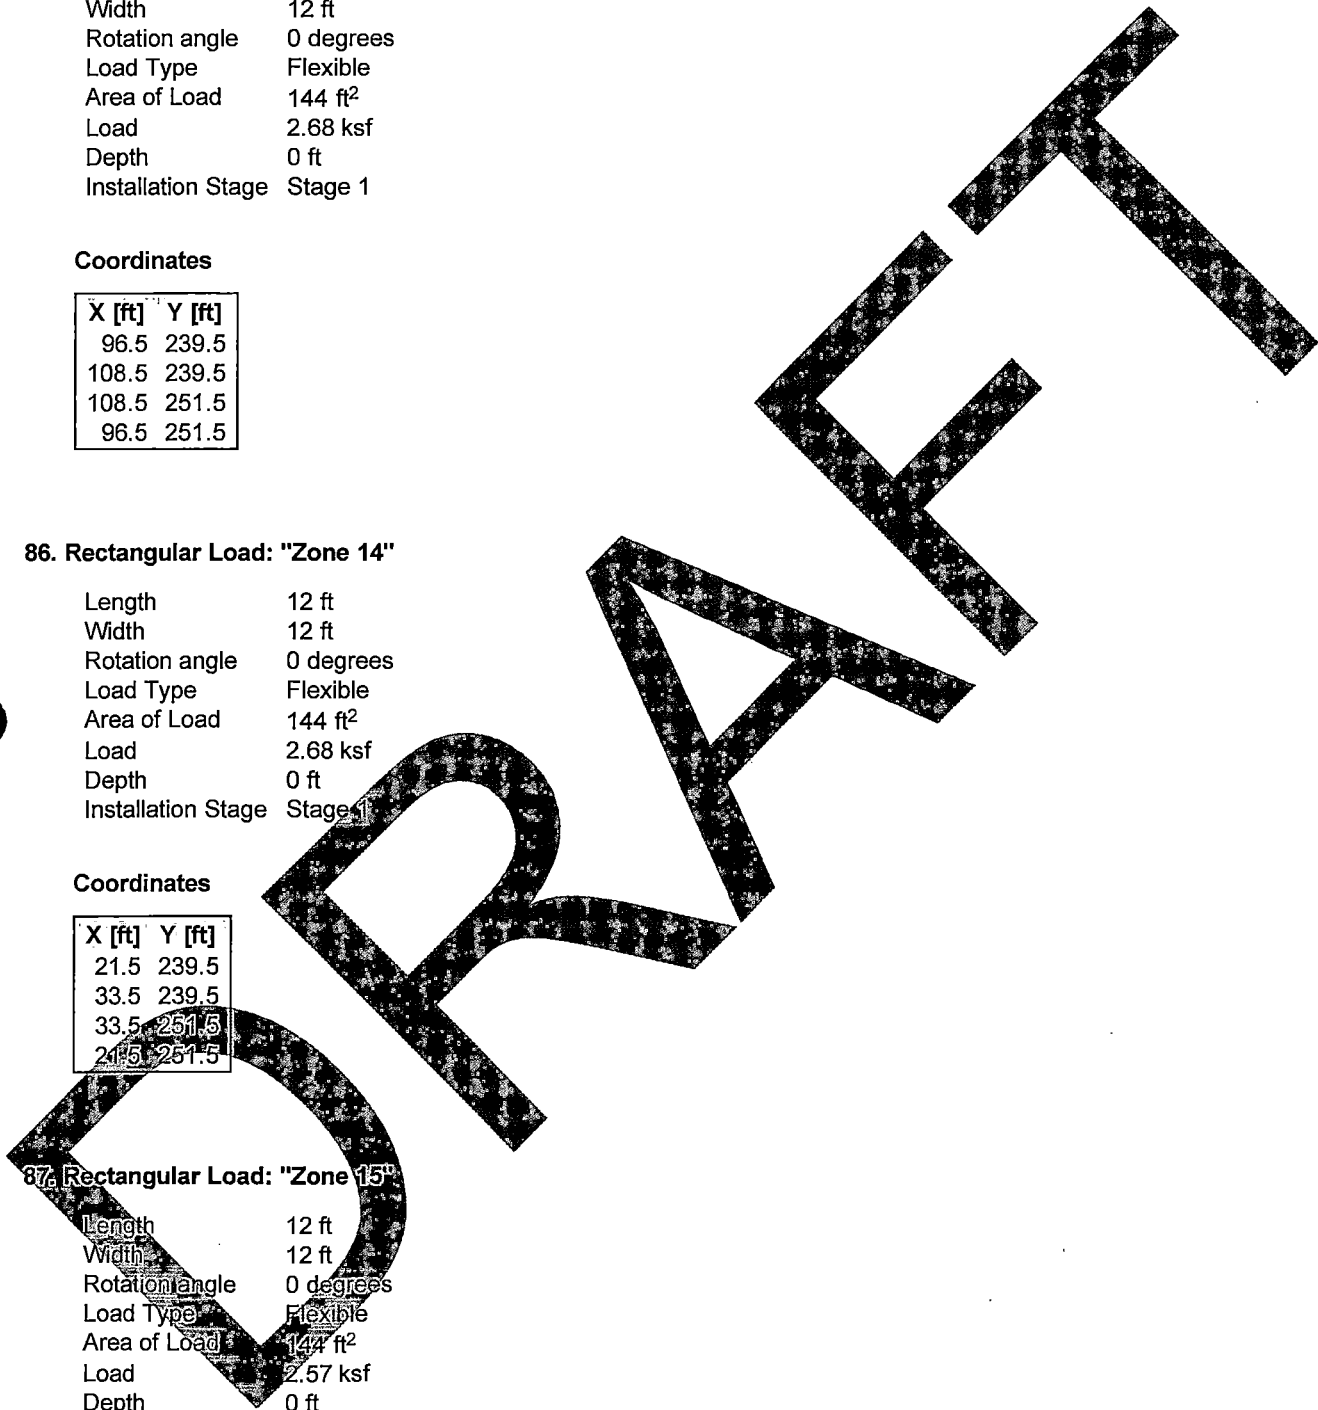 Width 12 ft
Rotation angle 0 degrees
Load Type Flexible
Area of Load 144 ft²
Load 2.68 ksf
Depth 0 ft
Installation Stage Stage 1
Coordinates
X [ft] Y [ft]
96.5 239.5
108.5 239.5
108.5 251.5
96.5 251.5
86. Rectangular Load: "Zone 14"
Length 12 ft
Width 12 ft
Rotation angle 0 degrees
Load Type Flexible
Area of Load 144 ft²
Load 2.68 ksf
Depth 0 ft
Installation Stage Stage 1
Coordinates
X [ft] Y [ft]
21.5 239.5
33.5 239.5
33.5 251.5
21.5 251.5
87. Rectangular Load: "Zone 15"
Length 12 ft
Width 12 ft
Rotation angle 0 degrees
Load Type Flexible
Area of Load 144 ft²
Load 2.57 ksf
Depth 0 ft
DRAFT